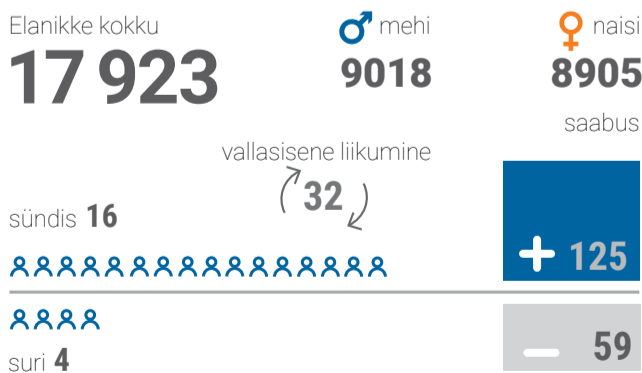 Elanikke kokku
17 923
mehi
9018
naisi
8905
saabus
vallasisene liikumine
32
sündis 16
+ 125
suri 4
– 59